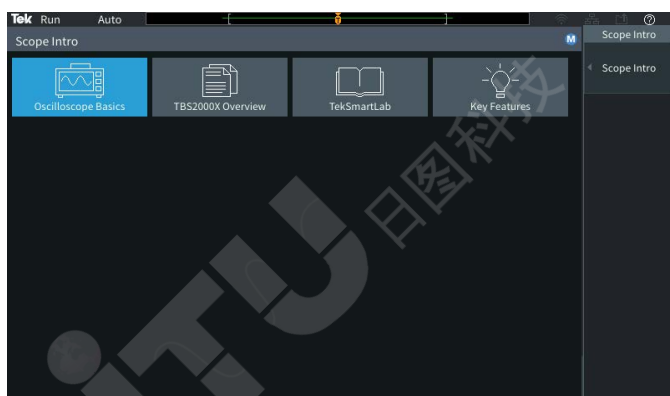 Tek Run Auto
Scope Intro M
Scope Intro
Scope Intro
Oscilloscope Basics TBS2000X Overview TekSmartLab Key Features
iTU 日图科技